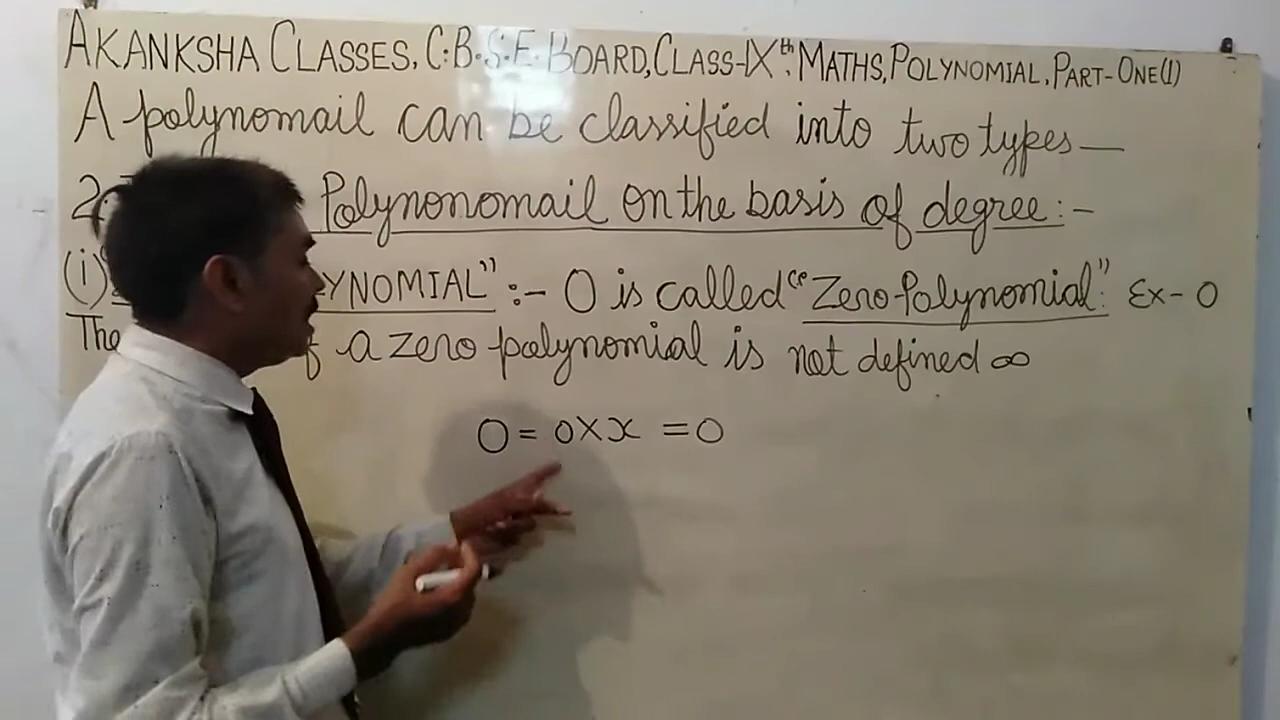 AKANKSHA CLASSES, C.B.S.E. BOARD, CLASS-IXth. MATHS, POLYNOMIAL, PART-ONE(1)
A polynomail can be classified into two types —
2. Polynonomail on the basis of degree :-
(i) YNOMIAL" :- 0 is called "Zero Polynomial". Ex- 0
The f a zero polynomial is not defined ∞
0 = 0 × x = 0